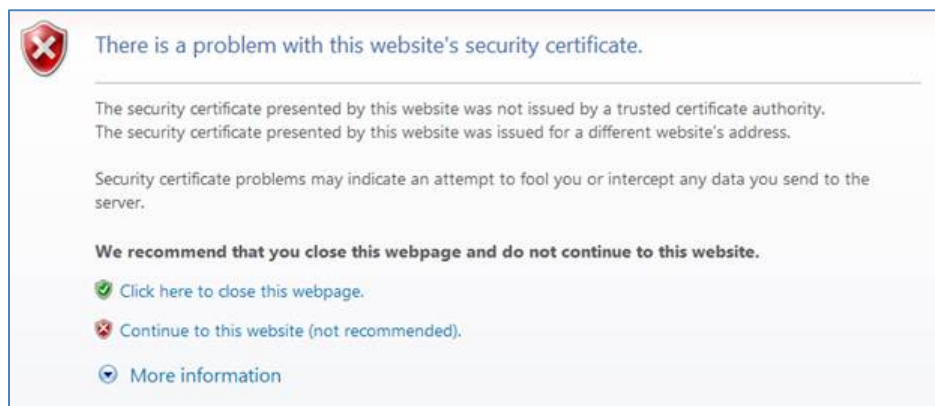 There is a problem with this website's security certificate.
The security certificate presented by this website was not issued by a trusted certificate authority.
The security certificate presented by this website was issued for a different website's address.
Security certificate problems may indicate an attempt to fool you or intercept any data you send to the
server.
We recommend that you close this webpage and do not continue to this website.
Click here to close this webpage.
Continue to this website (not recommended).
More information